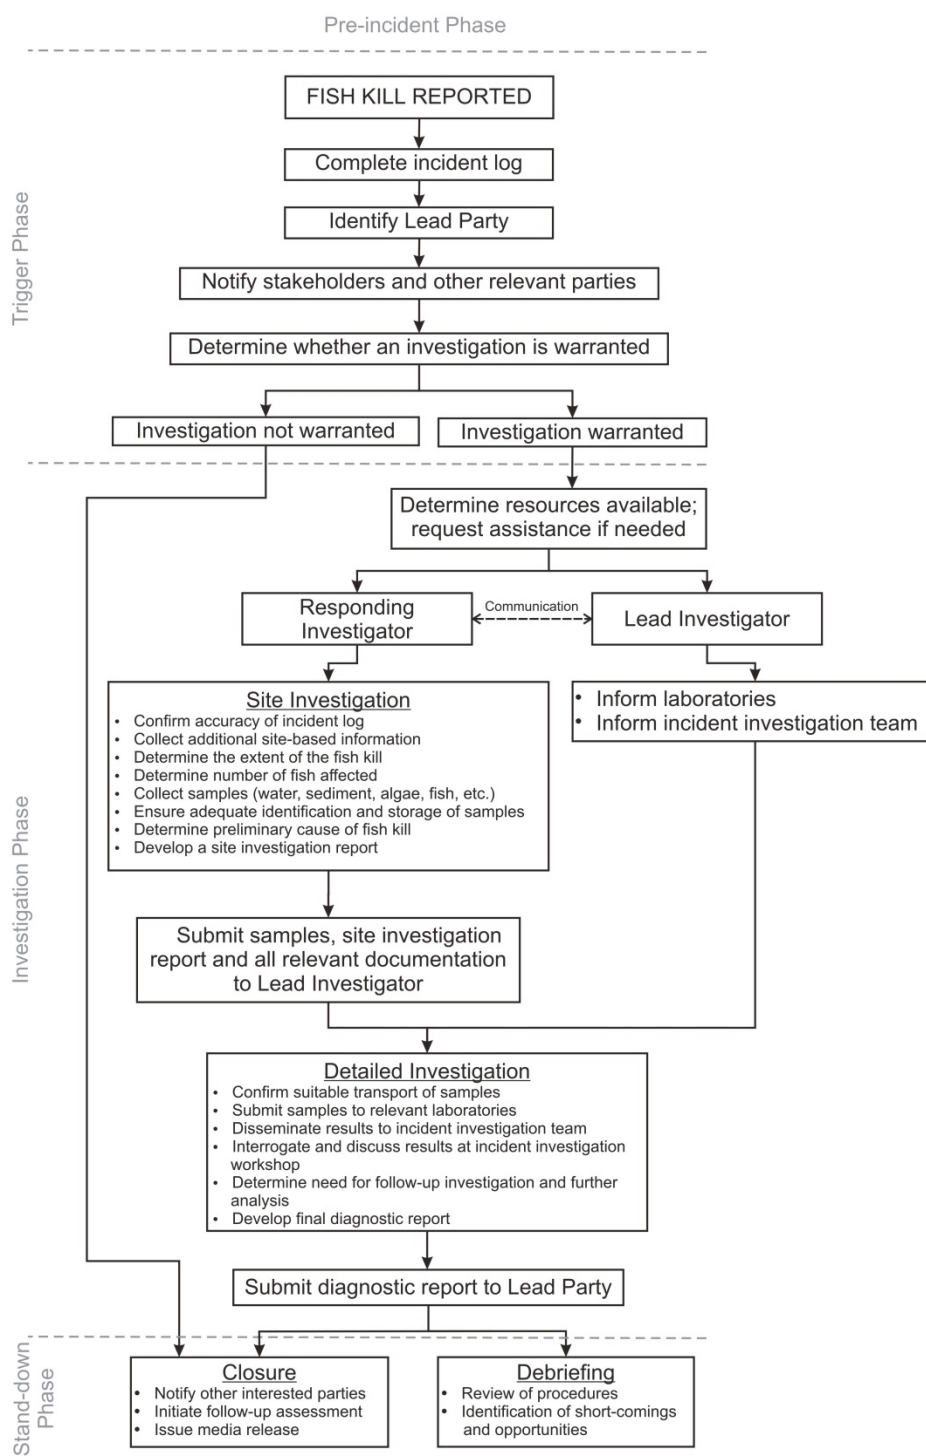 Pre-incident Phase
Trigger Phase
FISH KILL REPORTED
Complete incident log
Identify Lead Party
Notify stakeholders and other relevant parties
Determine whether an investigation is warranted
Investigation not warranted
Investigation warranted
Investigation Phase
Determine resources available;
request assistance if needed
Responding
Investigator
Communication
Lead Investigator
Site Investigation
• Confirm accuracy of incident log
• Collect additional site-based information
• Determine the extent of the fish kill
• Determine number of fish affected
• Collect samples (water, sediment, algae, fish, etc.)
• Ensure adequate identification and storage of samples
• Determine preliminary cause of fish kill
• Develop a site investigation report
• Inform laboratories
• Inform incident investigation team
Submit samples, site investigation
report and all relevant documentation
to Lead Investigator
Detailed Investigation
• Confirm suitable transport of samples
• Submit samples to relevant laboratories
• Disseminate results to incident investigation team
• Interrogate and discuss results at incident investigation
workshop
• Determine need for follow-up investigation and further
analysis
• Develop final diagnostic report
Submit diagnostic report to Lead Party
Stand-down
Phase
Closure
• Notify other interested parties
• Initiate follow-up assessment
• Issue media release
Debriefing
• Review of procedures
• Identification of short-comings
and opportunities